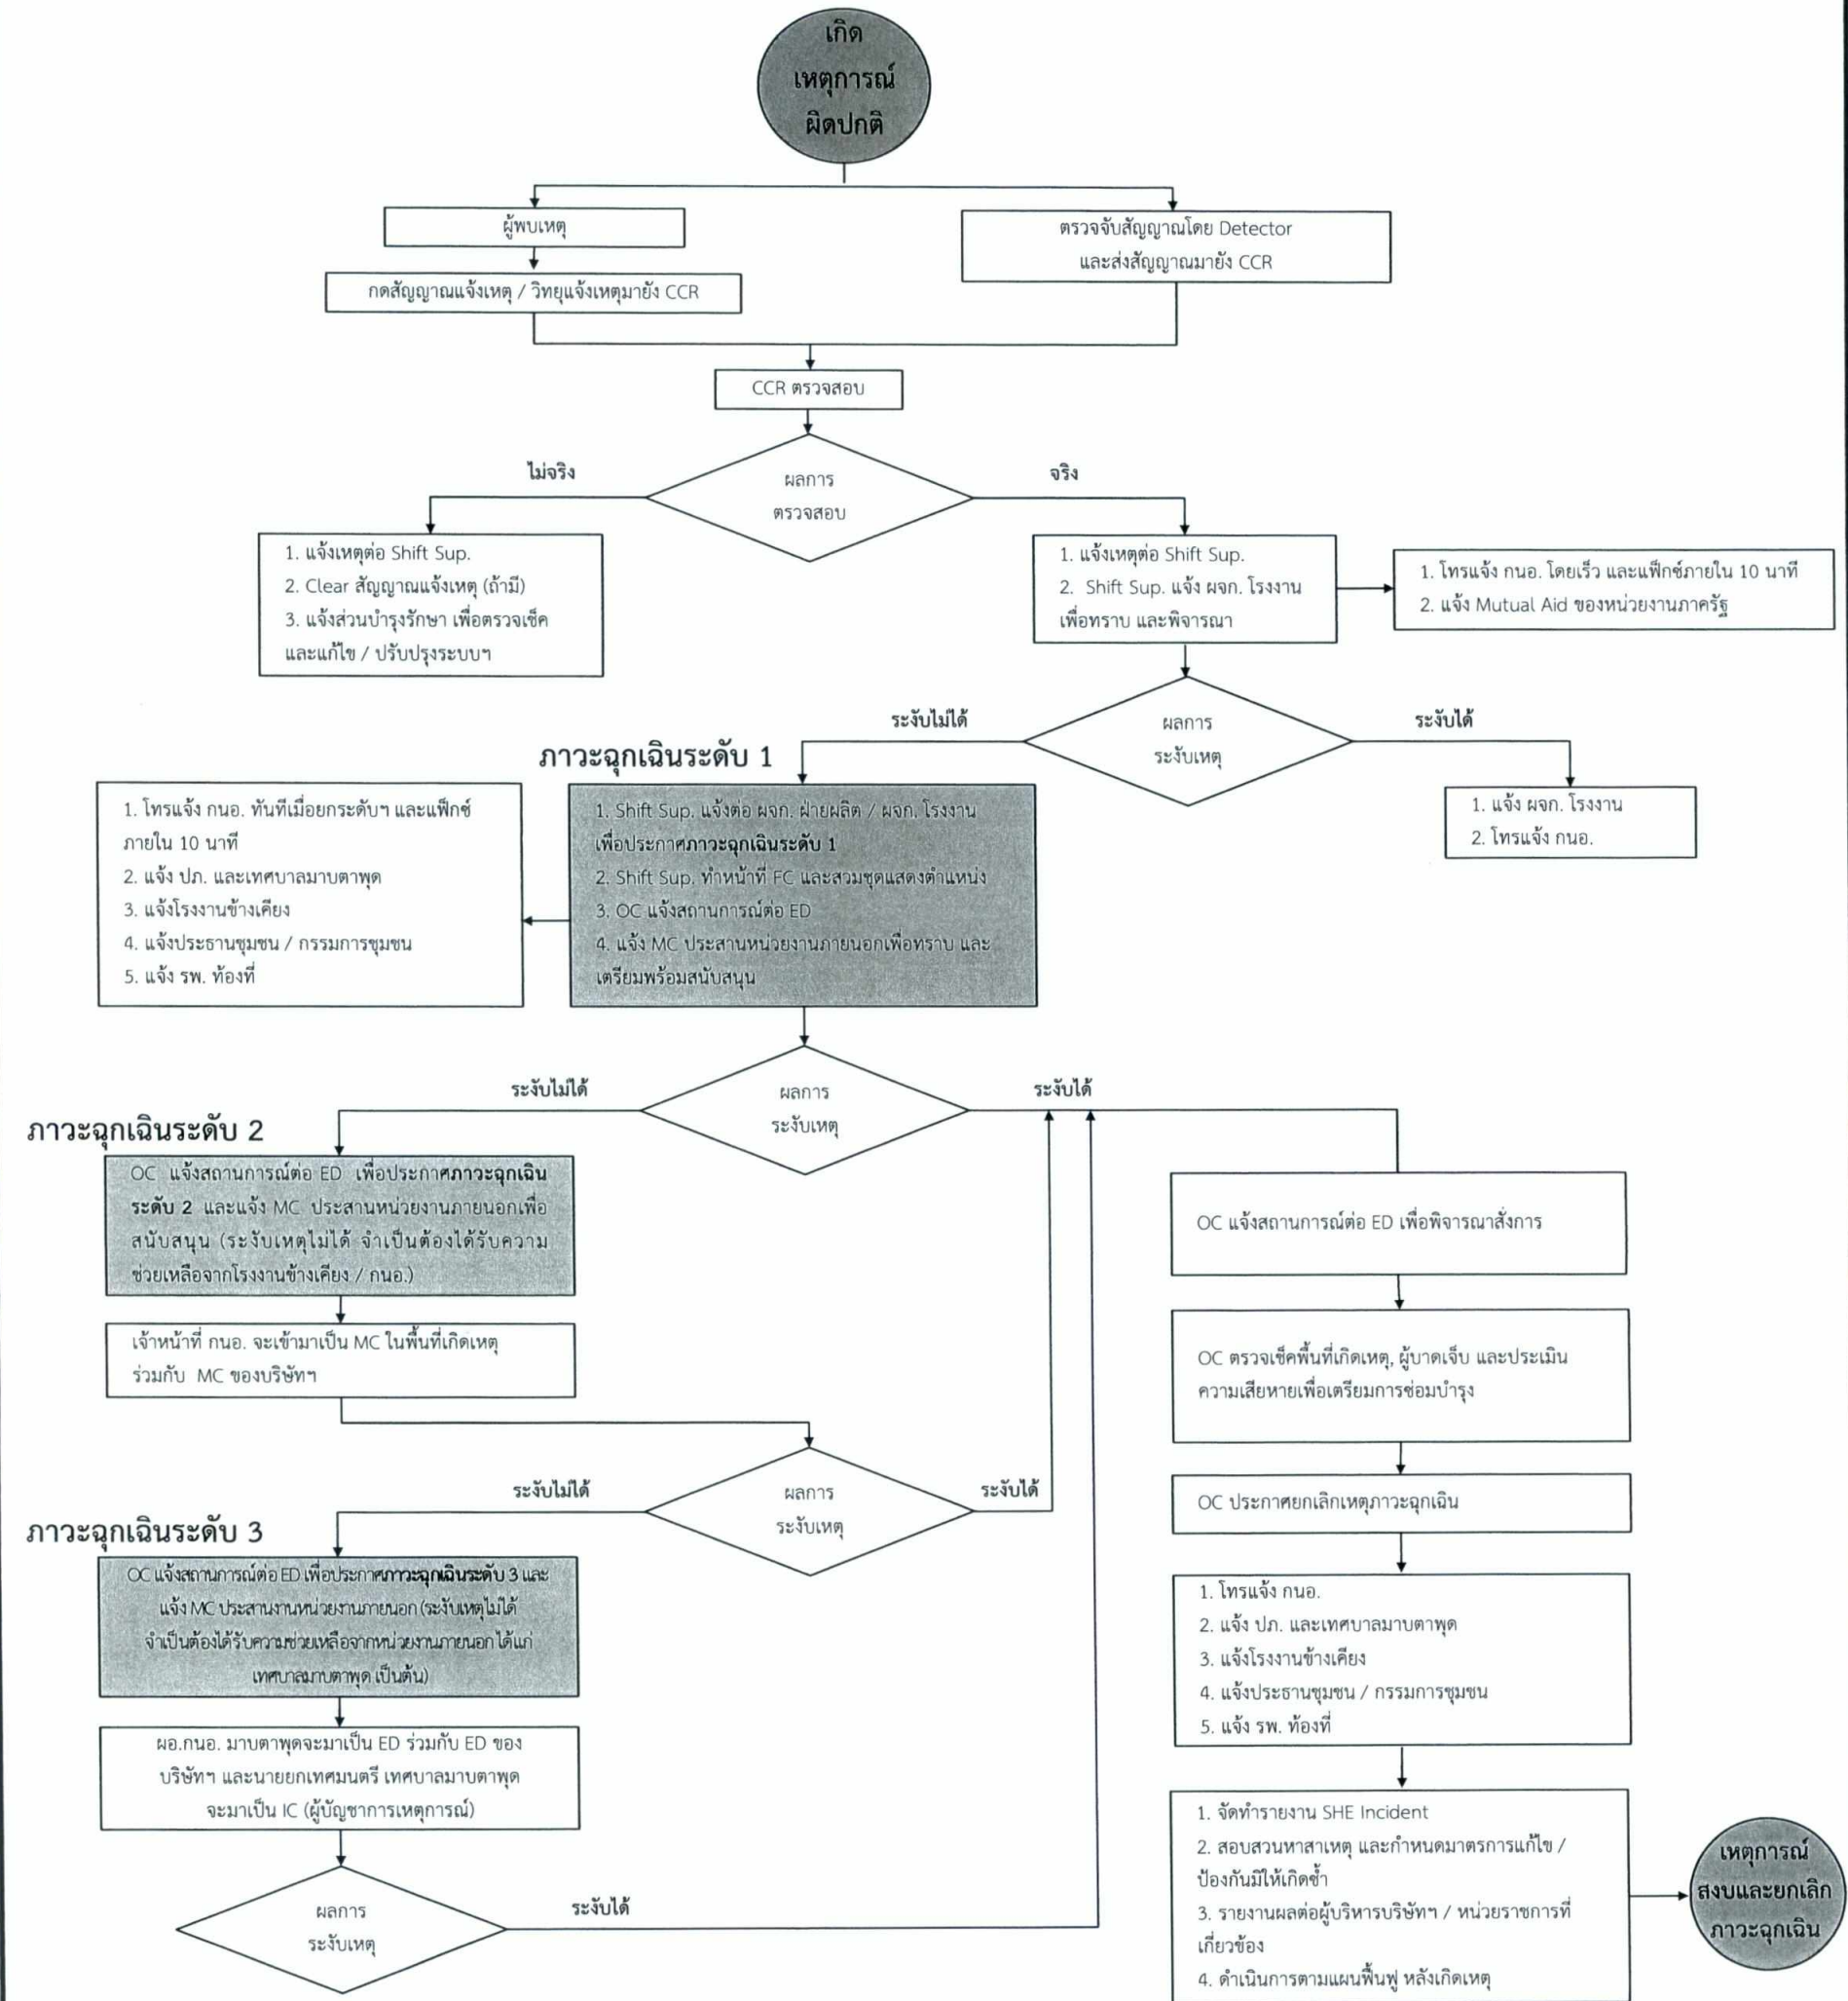 เกิด
เหตุการณ์
ผิดปกติ
ผู้พบเหตุ
ตรวจจับสัญญาณโดย Detector
และส่งสัญญาณมายัง CCR
กดสัญญาณแจ้งเหตุ / วิทยุแจ้งเหตุมายัง CCR
CCR ตรวจสอบ
ไม่จริง
ผลการ
ตรวจสอบ
จริง
1. แจ้งเหตุต่อ Shift Sup.
2. Clear สัญญาณแจ้งเหตุ (ถ้ามี)
3. แจ้งส่วนบำรุงรักษา เพื่อตรวจเช็ค
และแก้ไข / ปรับปรุงระบบฯ
1. แจ้งเหตุต่อ Shift Sup.
2. Shift Sup. แจ้ง ผจก. โรงงาน
เพื่อทราบ และพิจารณา
1. โทรแจ้ง กนอ. โดยเร็ว และแฟ็กซ์ภายใน 10 นาที
2. แจ้ง Mutual Aid ของหน่วยงานภาครัฐ
ระงับไม่ได้
ผลการ
ระงับเหตุ
ระงับได้
1. แจ้ง ผจก. โรงงาน
2. โทรแจ้ง กนอ.
ภาวะฉุกเฉินระดับ 1
1. โทรแจ้ง กนอ. ทันทีเมื่อยกระดับฯ และแฟ็กซ์
ภายใน 10 นาที
2. แจ้ง ปภ. และเทศบาลมาบตาพุด
3. แจ้งโรงงานข้างเคียง
4. แจ้งประธานชุมชน / กรรมการชุมชน
5. แจ้ง รพ. ท้องที่
1. Shift Sup. แจ้งต่อ ผจก. ฝ่ายผลิต / ผจก. โรงงาน
เพื่อประกาศภาวะฉุกเฉินระดับ 1
2. Shift Sup. ทำหน้าที่ FC และสวมชุดแสดงตำแหน่ง
3. OC แจ้งสถานการณ์ต่อ ED
4. แจ้ง MC ประสานหน่วยงานภายนอกเพื่อทราบ และ
เตรียมพร้อมสนับสนุน
ระงับไม่ได้
ผลการ
ระงับเหตุ
ระงับได้
ภาวะฉุกเฉินระดับ 2
OC แจ้งสถานการณ์ต่อ ED เพื่อประกาศภาวะฉุกเฉิน
ระดับ 2 และแจ้ง MC ประสานหน่วยงานภายนอกเพื่อ
สนับสนุน (ระงับเหตุไม่ได้ จำเป็นต้องได้รับความ
ช่วยเหลือจากโรงงานข้างเคียง / กนอ.)
เจ้าหน้าที่ กนอ. จะเข้ามาเป็น MC ในพื้นที่เกิดเหตุ
ร่วมกับ MC ของบริษัทฯ
ระงับไม่ได้
ผลการ
ระงับเหตุ
ระงับได้
ภาวะฉุกเฉินระดับ 3
OC แจ้งสถานการณ์ต่อ ED เพื่อประกาศภาวะฉุกเฉินระดับ 3 และ
แจ้ง MC ประสานงานหน่วยงานภายนอก (ระงับเหตุไม่ได้
จำเป็นต้องได้รับความช่วยเหลือจากหน่วยงานภายนอก ได้แก่
เทศบาลมาบตาพุด เป็นต้น)
ผอ.กนอ. มาบตาพุดจะมาเป็น ED ร่วมกับ ED ของ
บริษัทฯ และนายยกเทศมนตรี เทศบาลมาบตาพุด
จะมาเป็น IC (ผู้บัญชาการเหตุการณ์)
ผลการ
ระงับเหตุ
ระงับได้
OC แจ้งสถานการณ์ต่อ ED เพื่อพิจารณาสั่งการ
OC ตรวจเช็คพื้นที่เกิดเหตุ, ผู้บาดเจ็บ และประเมิน
ความเสียหายเพื่อเตรียมการซ่อมบำรุง
OC ประกาศยกเลิกเหตุภาวะฉุกเฉิน
1. โทรแจ้ง กนอ.
2. แจ้ง ปภ. และเทศบาลมาบตาพุด
3. แจ้งโรงงานข้างเคียง
4. แจ้งประธานชุมชน / กรรมการชุมชน
5. แจ้ง รพ. ท้องที่
1. จัดทำรายงาน SHE Incident
2. สอบสวนหาสาเหตุ และกำหนดมาตรการแก้ไข /
ป้องกันมิให้เกิดซ้ำ
3. รายงานผลต่อผู้บริหารบริษัทฯ / หน่วยราชการที่
เกี่ยวข้อง
4. ดำเนินการตามแผนฟื้นฟู หลังเกิดเหตุ
เหตุการณ์
สงบและยกเลิก
ภาวะฉุกเฉิน